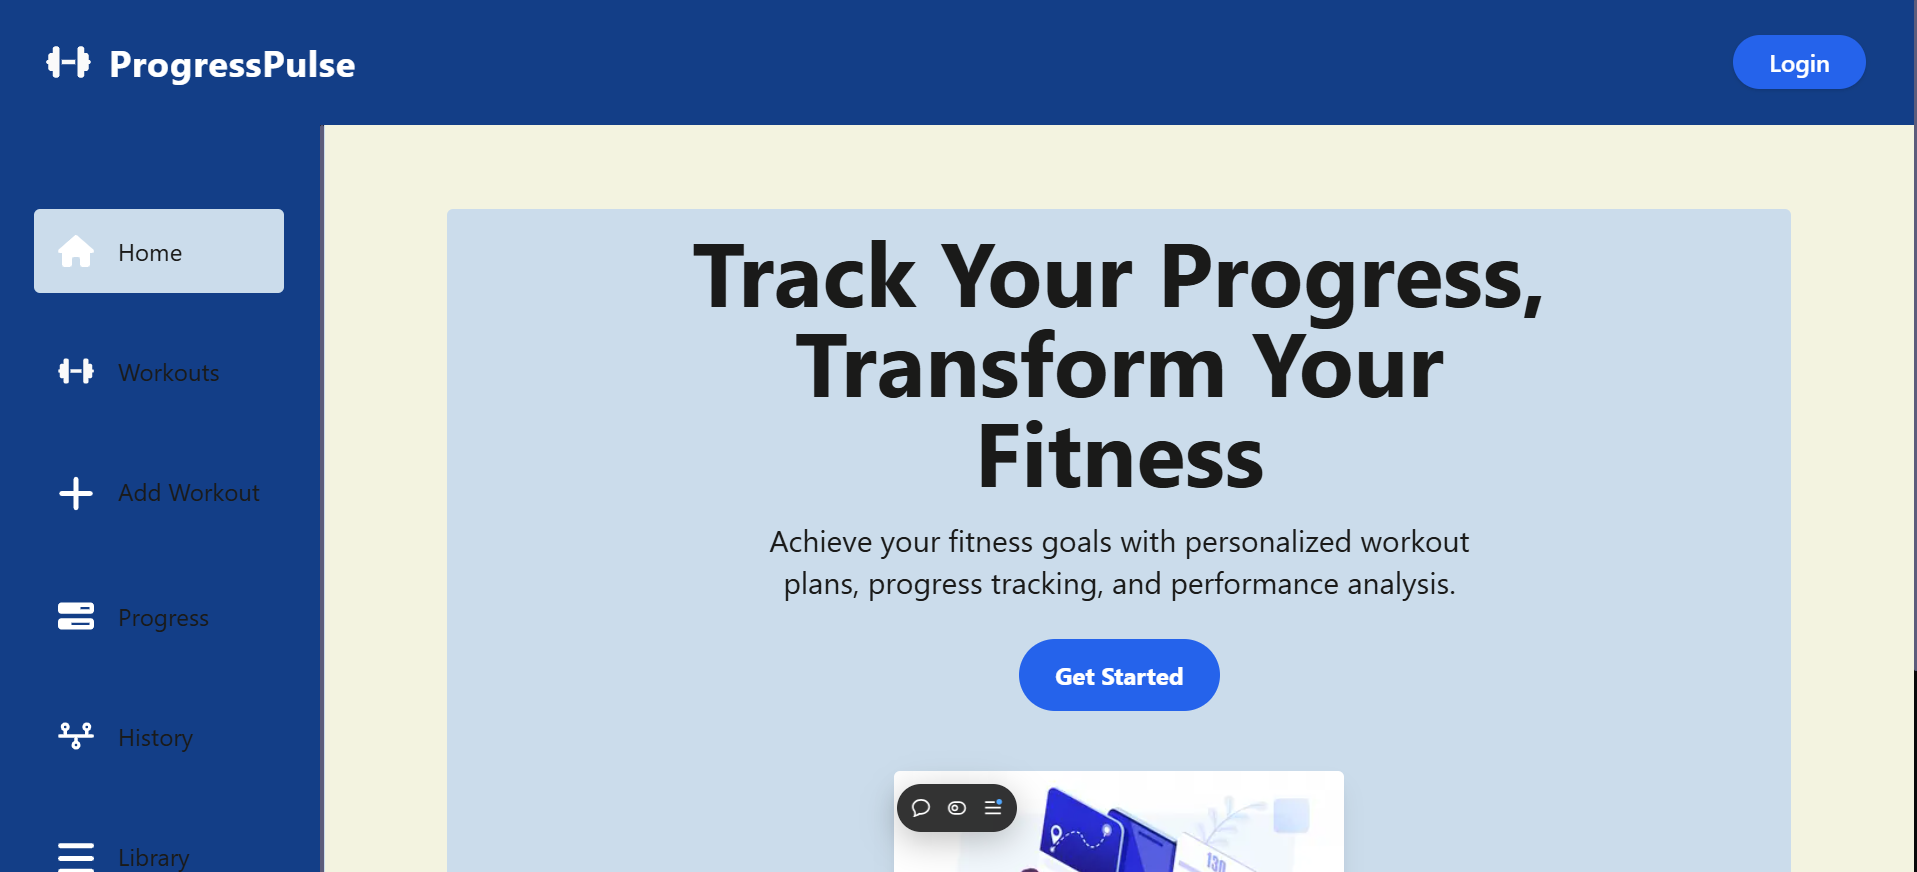 ProgressPulse
Login
Home
Workouts
Add Workout
Progress
History
Library
Track Your Progress,
Transform Your
Fitness
Achieve your fitness goals with personalized workout
plans, progress tracking, and performance analysis.
Get Started
130